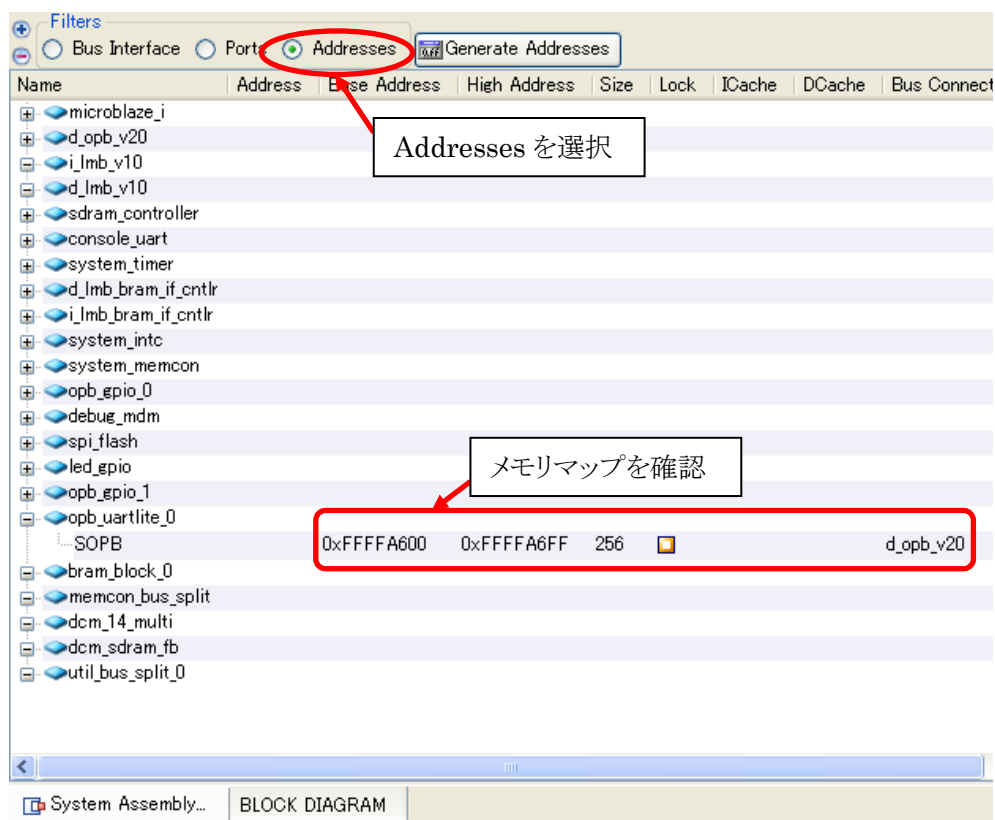 Filters
Bus Interface Ports Addresses Generate Addresses
Name Address Base Address High Address Size Lock ICache DCache Bus Connect
microblaze_i
d_opb_v20
Addresses を選択
i_lmb_v10
d_lmb_v10
sdram_controller
console_uart
system_timer
d_lmb_bram_if_cntlr
i_lmb_bram_if_cntlr
system_intc
system_memcon
opb_gpio_0
debug_mdm
spi_flash
led_gpio
メモリマップを確認
opb_gpio_1
opb_uartlite_0
SOPB 0xFFFFA600 0xFFFFA6FF 256 d_opb_v20
bram_block_0
memcon_bus_split
dcm_14_multi
dcm_sdram_fb
util_bus_split_0
System Assembly... BLOCK DIAGRAM